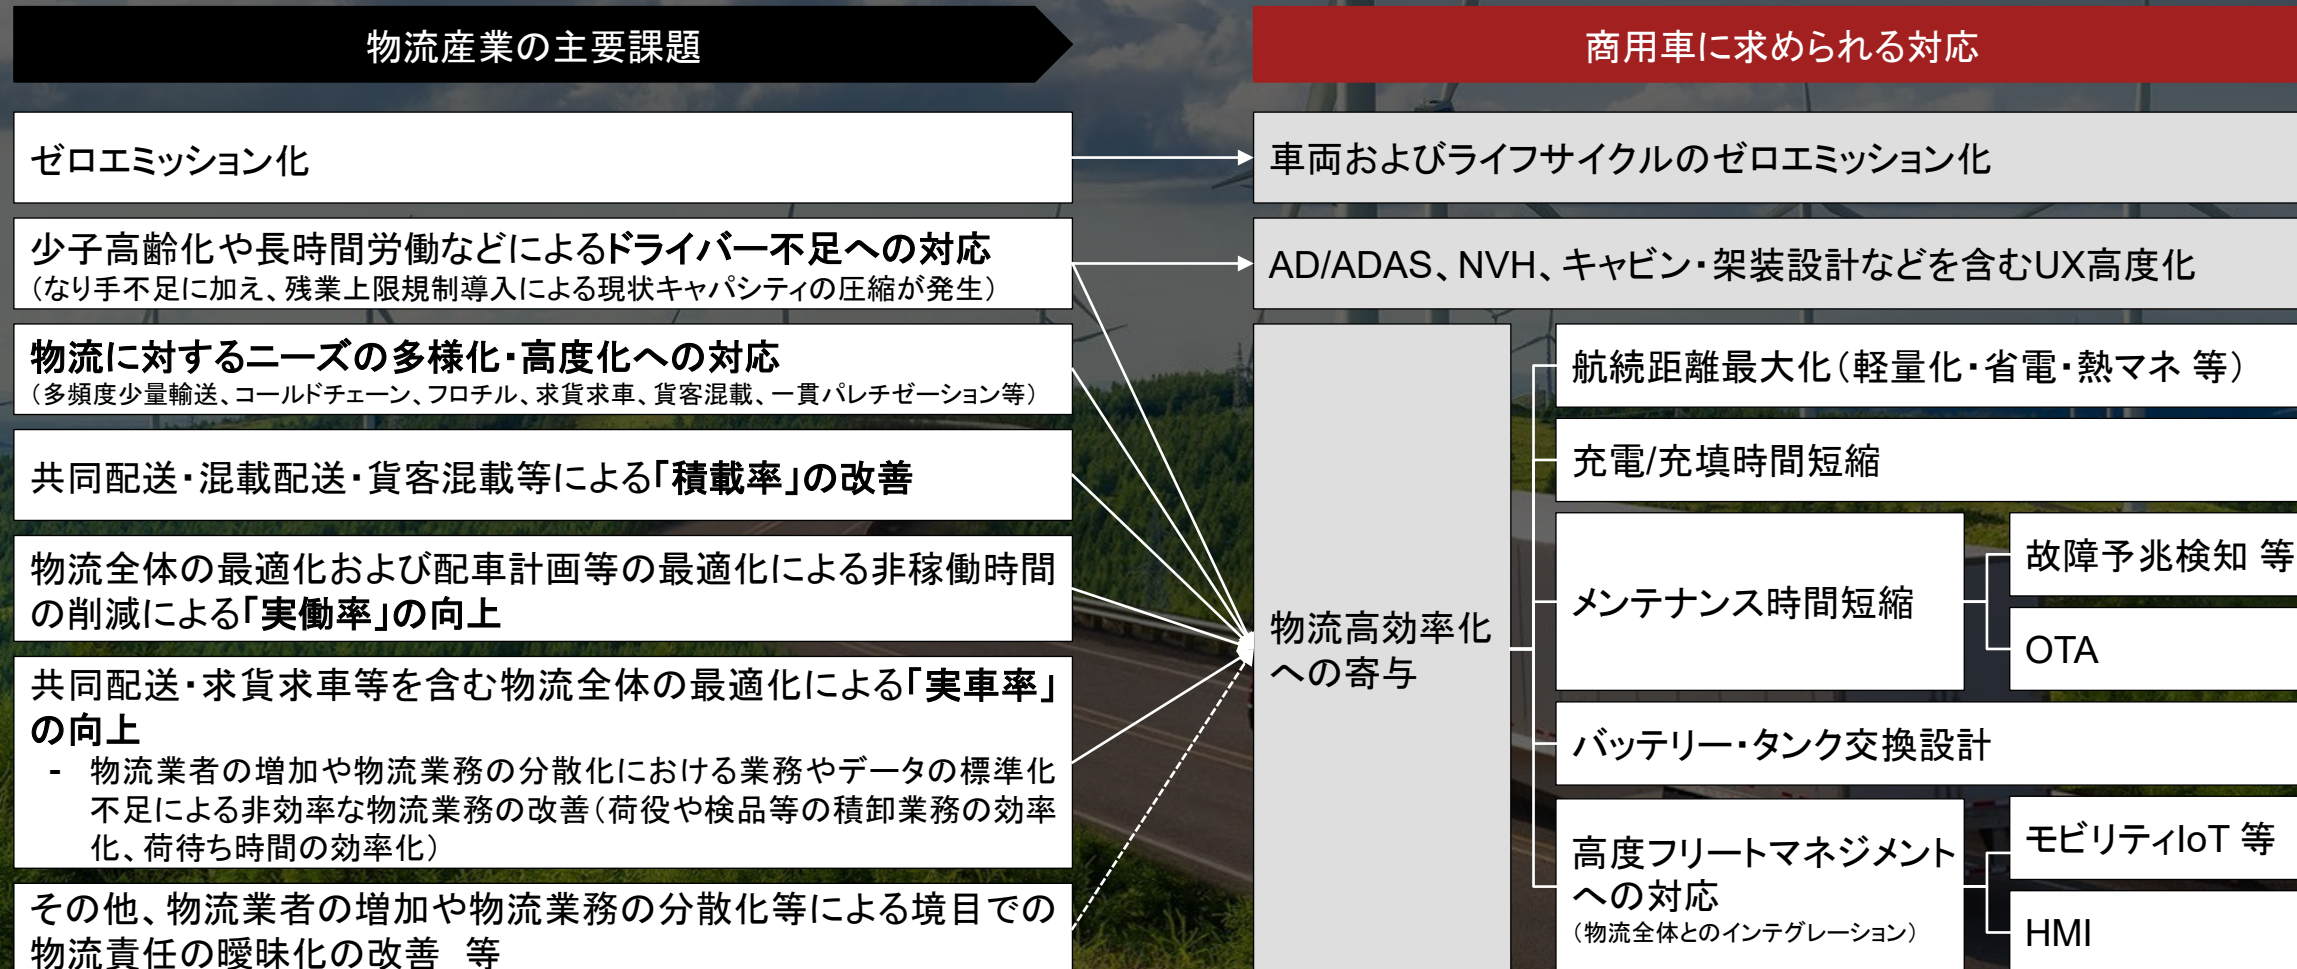 物流産業の主要課題
ゼロエミッション化
少子高齢化や長時間労働などによるドライバー不足への対応
（なり手不足に加え、残業上限規制導入による現状キャパシティの圧縮が発生）
物流に対するニーズの多様化・高度化への対応
（多頻度少量輸送、コールドチェーン、フロチル、求貨求車、貨客混載、一貫パレチゼーション等）
共同配送・混載配送・貨客混載等による「積載率」の改善
物流全体の最適化および配車計画等の最適化による非稼働時間
の削減による「実働率」の向上
共同配送・求貨求車等を含む物流全体の最適化による「実車率」
の向上
- 物流業者の増加や物流業務の分散化における業務やデータの標準化
不足による非効率な物流業務の改善（荷役や検品等の積卸業務の効率
化、荷待ち時間の効率化）
その他、物流業者の増加や物流業務の分散化等による境目での
物流責任の曖昧化の改善 等
商用車に求められる対応
車両およびライフサイクルのゼロエミッション化
AD/ADAS、NVH、キャビン・架装設計などを含むUX高度化
物流高効率化
への寄与
航続距離最大化（軽量化・省電・熱マネ 等）
充電/充填時間短縮
メンテナンス時間短縮
故障予兆検知 等
OTA
バッテリー・タンク交換設計
高度フリートマネジメント
への対応
（物流全体とのインテグレーション）
モビリティIoT 等
HMI